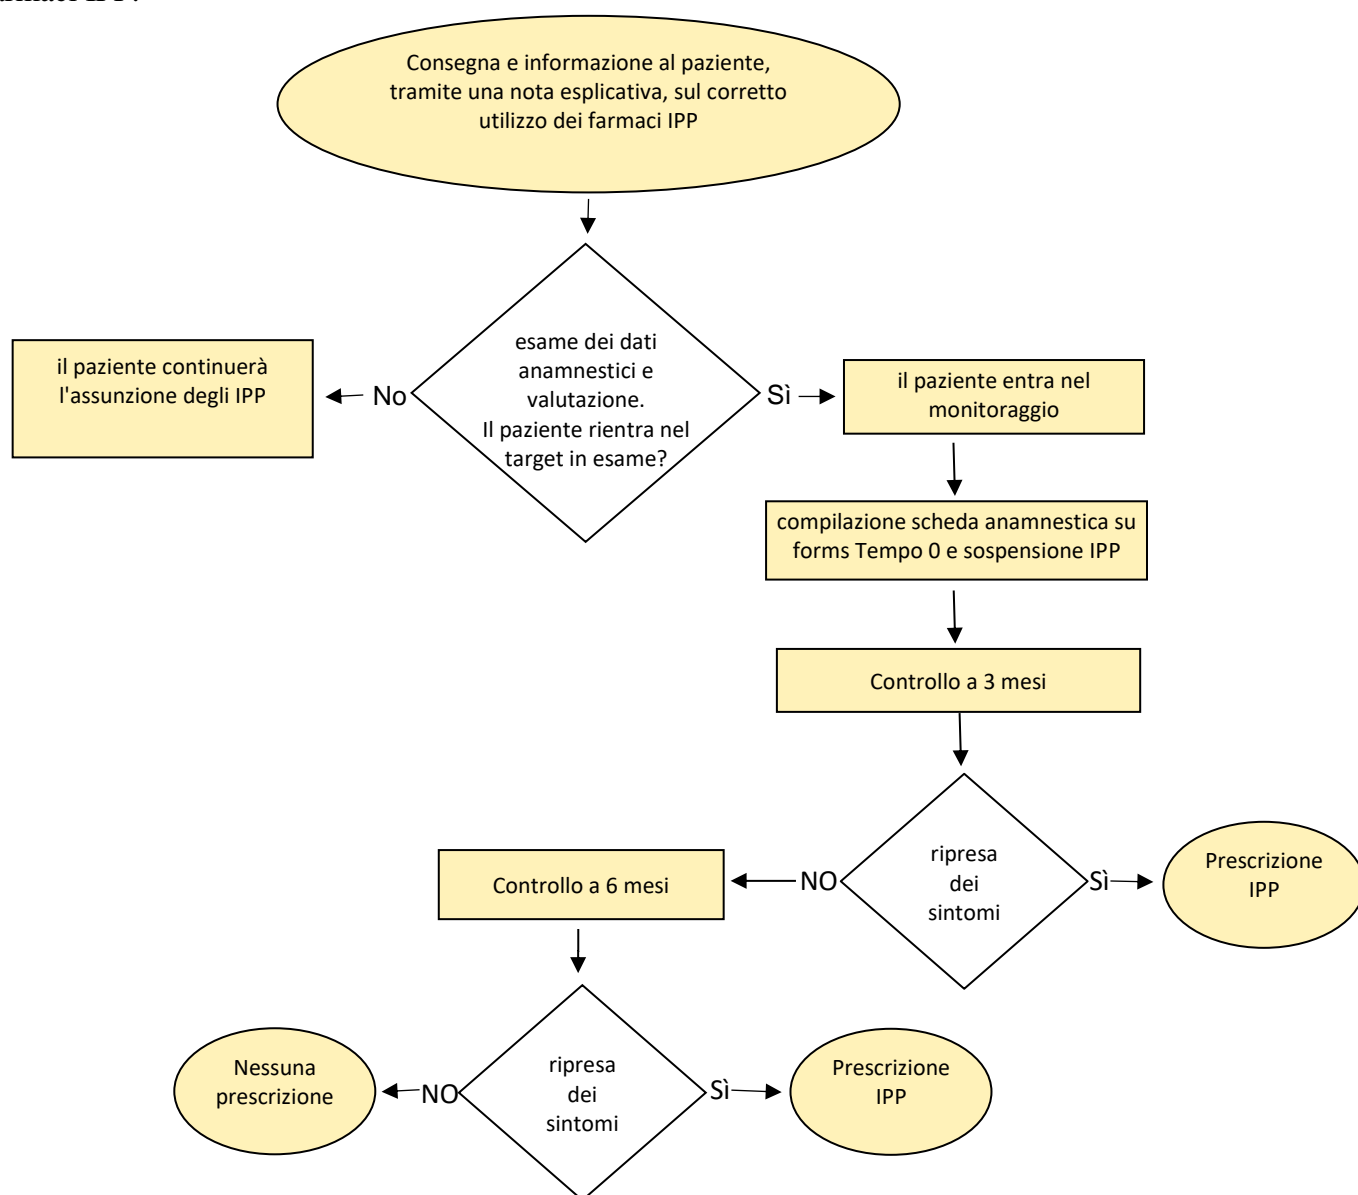 Consegna e informazione al paziente,
tramite una nota esplicativa, sul corretto
utilizzo dei farmaci IPP
esame dei dati
anamnestici e
valutazione.
Il paziente rientra nel
target in esame?
No
il paziente continuerà
l'assunzione degli IPP
Sì
il paziente entra nel
monitoraggio
compilazione scheda anamnestica su
forms Tempo 0 e sospensione IPP
Controllo a 3 mesi
ripresa
dei
sintomi
Sì
Prescrizione
IPP
NO
Controllo a 6 mesi
ripresa
dei
sintomi
NO
Nessuna
prescrizione
Sì
Prescrizione
IPP